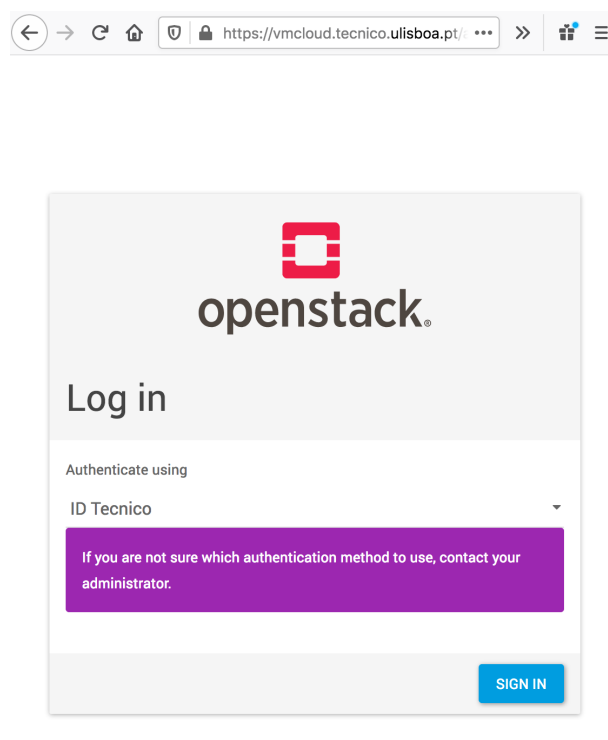 https://vmcloud.tecnico.ulisboa.pt/
openstack®
Log in
Authenticate using
ID Tecnico
If you are not sure which authentication method to use, contact your
administrator.
SIGN IN